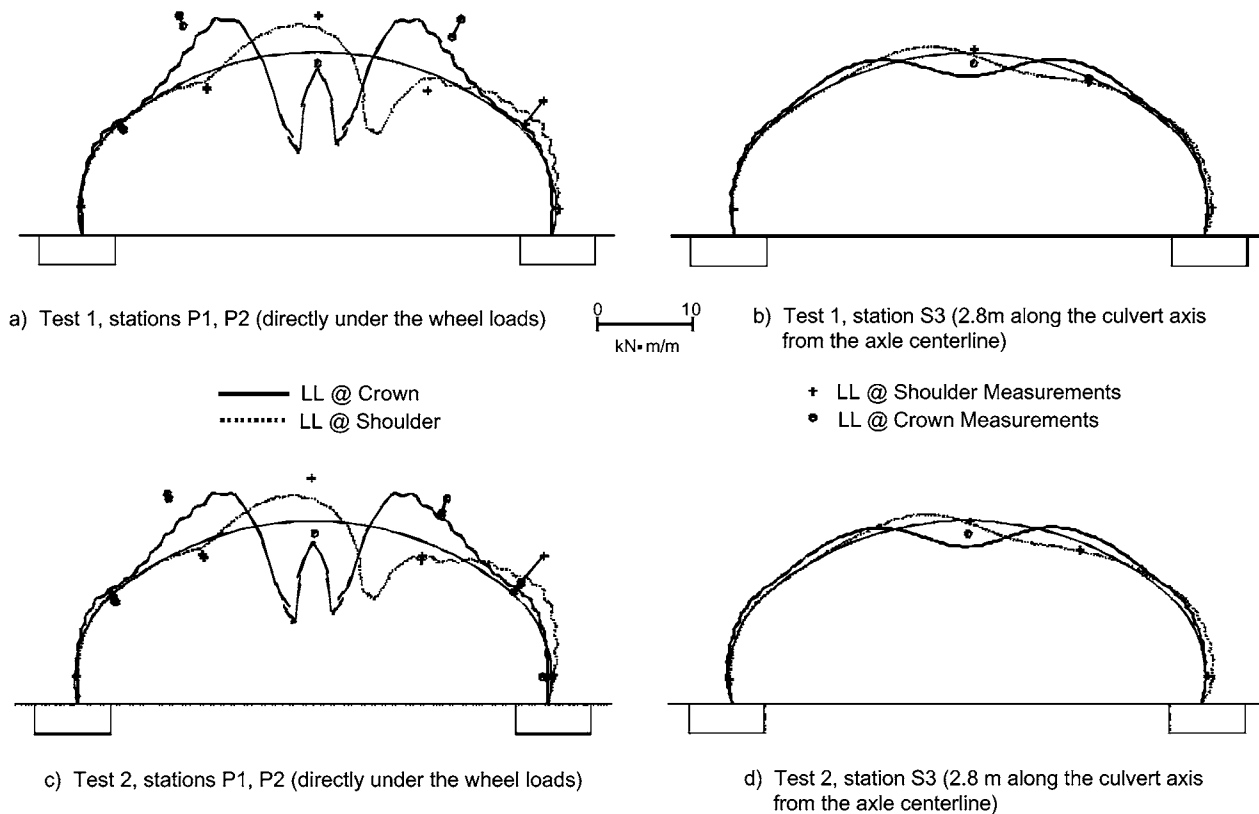 a) Test 1, stations P1, P2 (directly under the wheel loads)
0 10
kN▪m/m
b) Test 1, station S3 (2.8m along the culvert axis
from the axle centerline)
LL @ Crown
LL @ Shoulder
LL @ Shoulder Measurements
LL @ Crown Measurements
c) Test 2, stations P1, P2 (directly under the wheel loads)
d) Test 2, station S3 (2.8 m along the culvert axis
from the axle centerline)